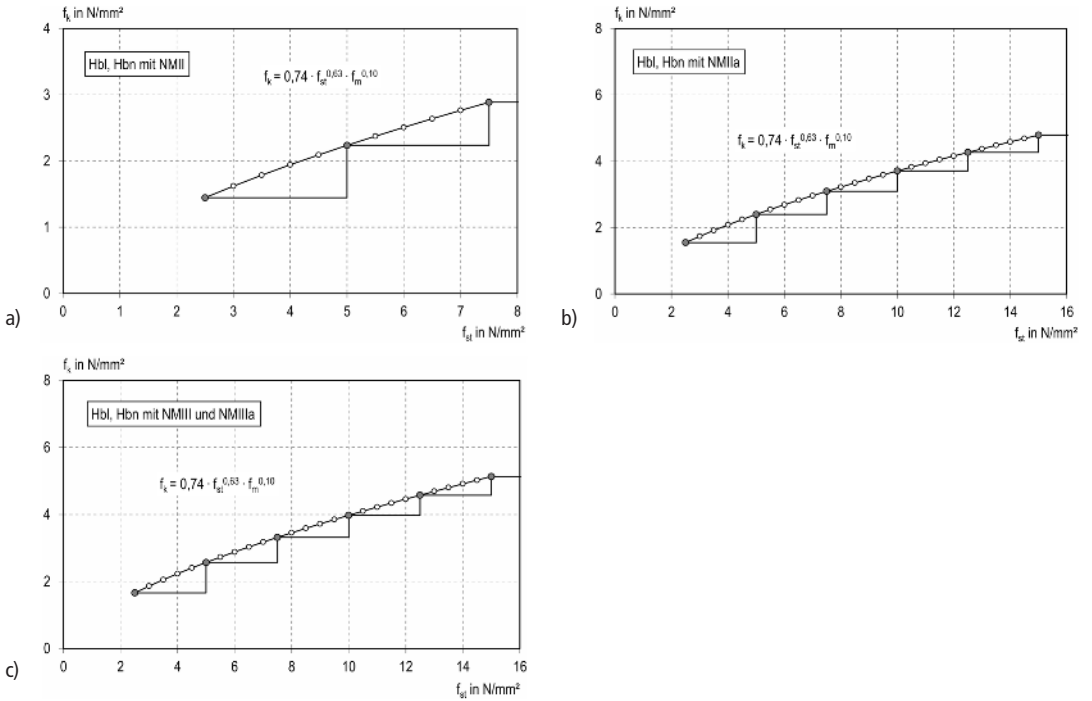 f_k in N/mm²
4
3
2
1
0
Hbl, Hbn mit NMII
f_k = 0,74 · f_st^0,63 · f_m^0,10
0 1 2 3 4 5 6 7 8
f_st in N/mm²
a)
f_k in N/mm²
8
6
4
2
0
Hbl, Hbn mit NMIIa
f_k = 0,74 · f_st^0,63 · f_m^0,10
0 2 4 6 8 10 12 14 16
f_st in N/mm²
b)
f_k in N/mm²
8
6
4
2
0
Hbl, Hbn mit NMIII und NMIIIa
f_k = 0,74 · f_st^0,63 · f_m^0,10
0 2 4 6 8 10 12 14 16
f_st in N/mm²
c)